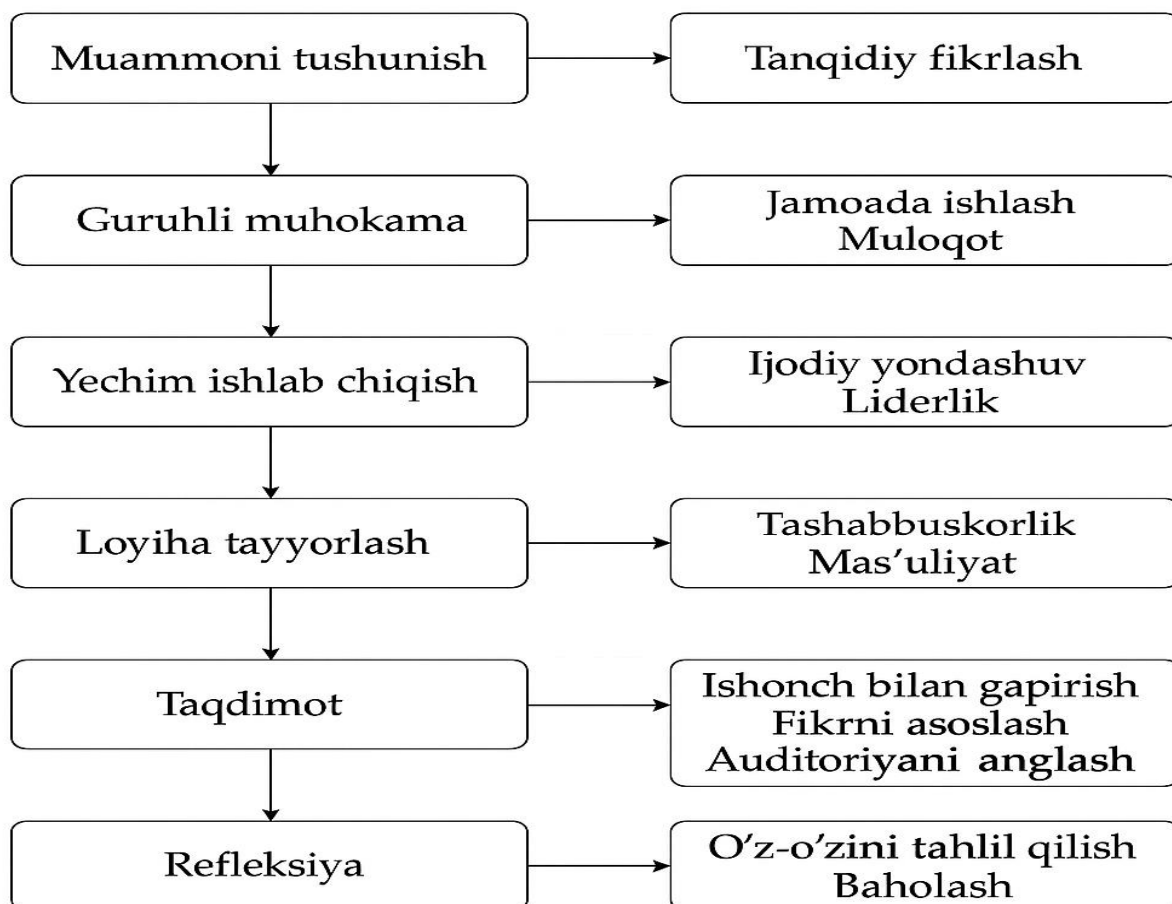 Muammoni tushunish
Tanqidiy fikrlash
Guruhli muhokama
Jamoada ishlash
Muloqot
Yechim ishlab chiqish
Ijodiy yondashuv
Liderlik
Loyiha tayyorlash
Tashabbuskorlik
Mas’uliyat
Taqdimot
Ishonch bilan gapirish
Fikrni asoslash
Auditoriyani anglash
Refleksiya
O’z-o’zini tahlil qilish
Baholash